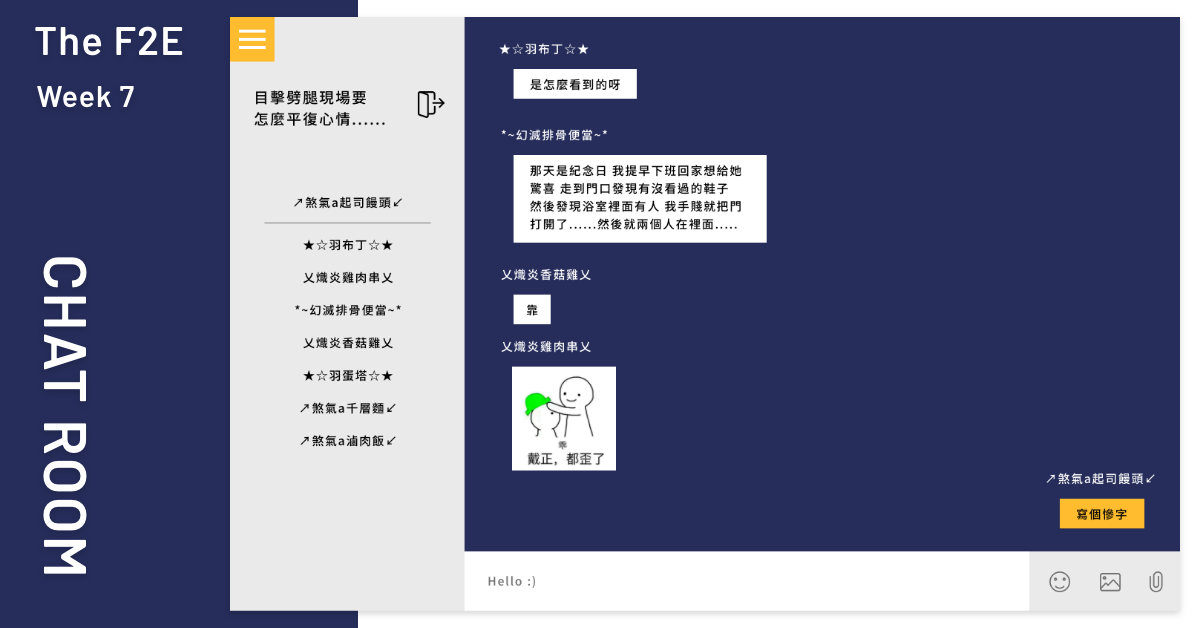 The F2E
Week 7
CHAT ROOM
目擊劈腿現場要
怎麼平復心情......
↗煞氣a起司饅頭↙
★☆羽布丁☆★
乂熾炎雞肉串乂
*~幻滅排骨便當~*
乂熾炎香菇雞乂
★☆羽蛋塔☆★
↗煞氣a千層麵↙
↗煞氣a滷肉飯↙
★☆羽布丁☆★
是怎麼看到的呀
*~幻滅排骨便當~*
那天是紀念日 我提早下班回家想給她
驚喜 走到門口發現有沒看過的鞋子
然後發現浴室裡面有人 我手賤就把門
打開了......然後就兩個人在裡面.....
乂熾炎香菇雞乂
靠
乂熾炎雞肉串乂
乖
戴正，都歪了
↗煞氣a起司饅頭↙
寫個慘字
Hello :)